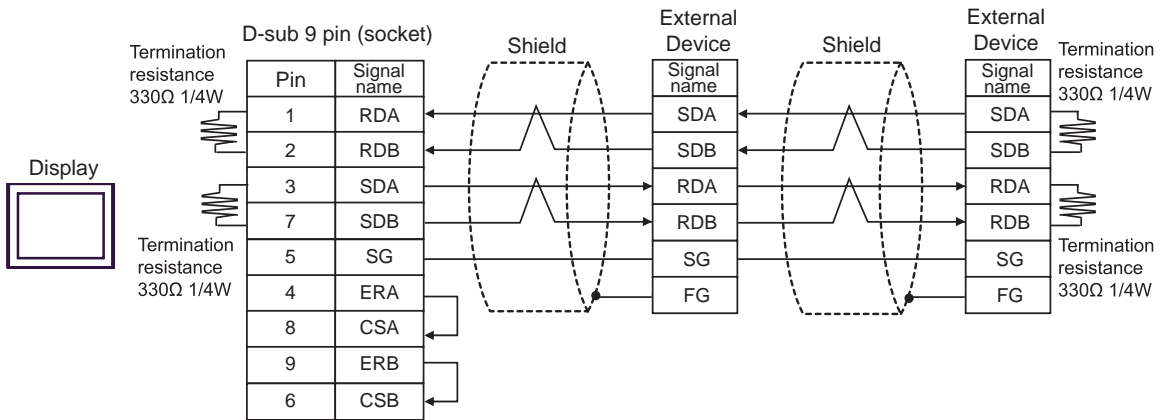 D-sub 9 pin (socket)
Termination
resistance
330Ω 1/4W
Display
Termination
resistance
330Ω 1/4W
Pin Signal name
1 RDA
2 RDB
3 SDA
7 SDB
5 SG
4 ERA
8 CSA
9 ERB
6 CSB
Shield
External
Device
Signal
name
SDA
SDB
RDA
RDB
SG
FG
Shield
External
Device
Signal
name
SDA
SDB
RDA
RDB
SG
FG
Termination
resistance
330Ω 1/4W
Termination
resistance
330Ω 1/4W